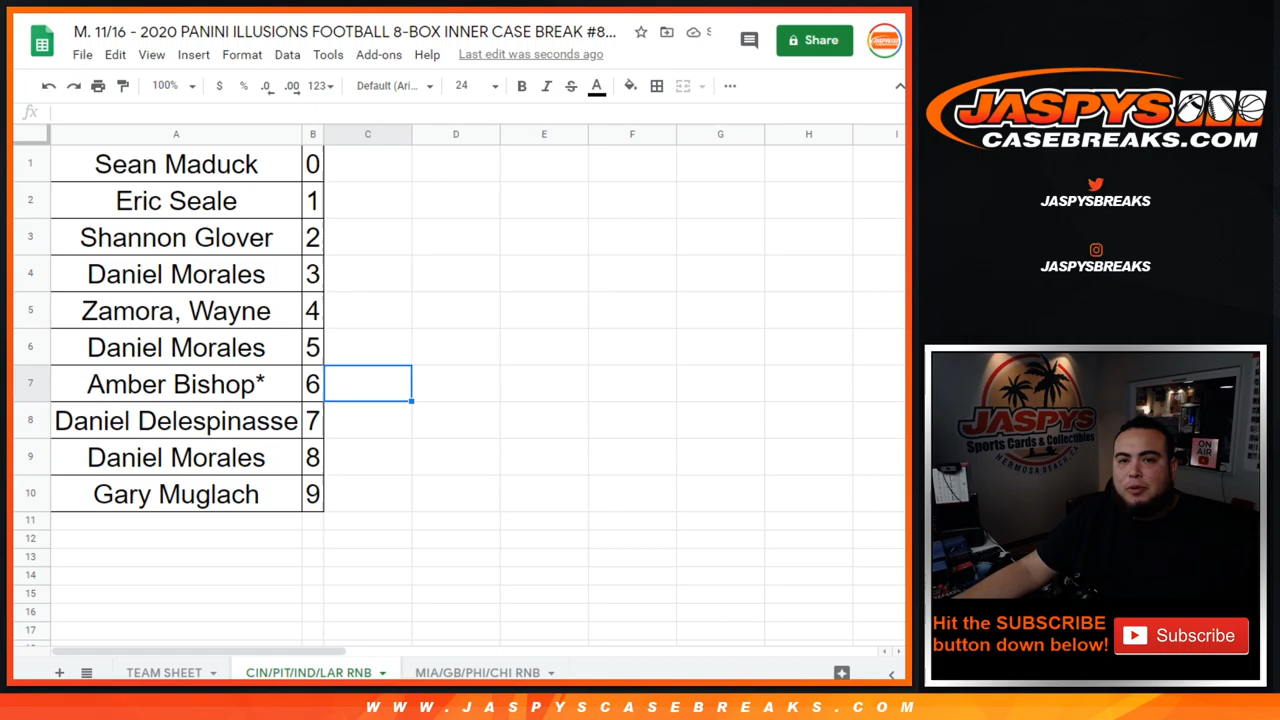 M. 11/16 - 2020 PANINI ILLUSIONS FOOTBALL 8-BOX INNER CASE BREAK #8...
File Edit View Insert Format Data Tools Add-ons Help Last edit was seconds ago
Share
100% $ % .0 .00 123 Default (Ari... 24 B I S A
fx
A B C D E F G H I
1 Sean Maduck 0
2 Eric Seale 1
3 Shannon Glover 2
4 Daniel Morales 3
5 Zamora, Wayne 4
6 Daniel Morales 5
7 Amber Bishop* 6
8 Daniel Delespinasse 7
9 Daniel Morales 8
10 Gary Muglach 9
11
12
13
14
15
16
17
TEAM SHEET CIN/PIT/IND/LAR RNB MIA/GB/PHI/CHI RNB
JASPYS
CASEBREAKS.COM
JASPYSBREAKS
JASPYSBREAKS
JASPYS
Sports Cards & Collectibles
HERMOSA BEACH, CA
ON AIR
Hit the SUBSCRIBE
button down below!
Subscribe
WWW.JASPYSCASEBREAKS.COM